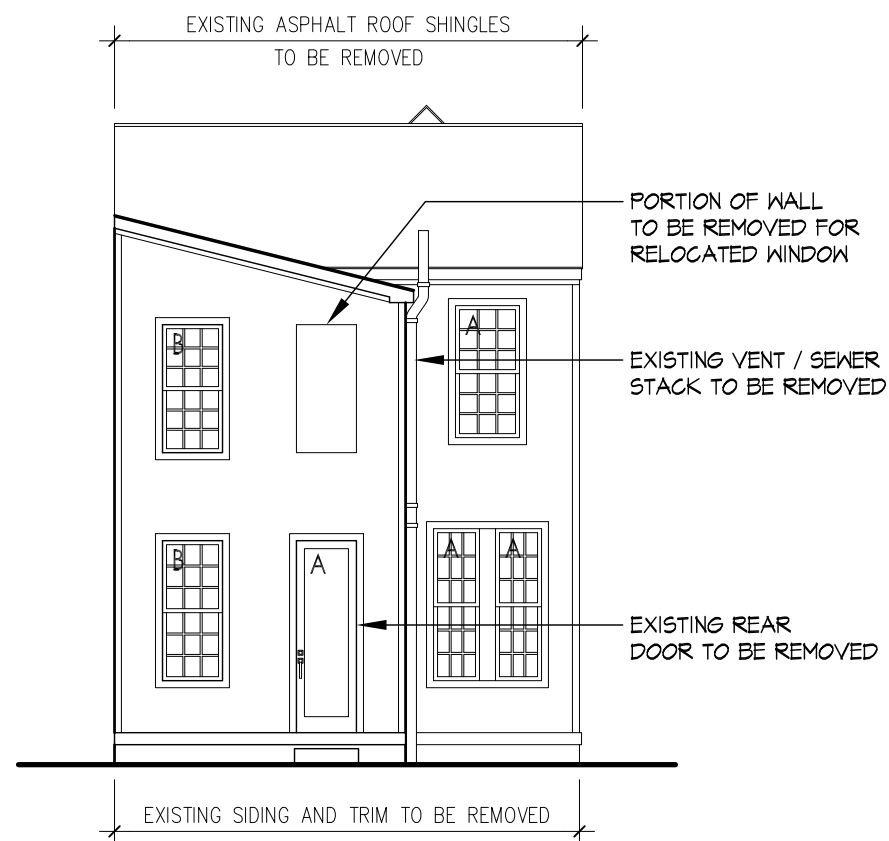 EXISTING ASPHALT ROOF SHINGLES
TO BE REMOVED
PORTION OF WALL
TO BE REMOVED FOR
RELOCATED WINDOW
B
A
EXISTING VENT / SEWER
STACK TO BE REMOVED
B
A
A
A
EXISTING REAR
DOOR TO BE REMOVED
EXISTING SIDING AND TRIM TO BE REMOVED